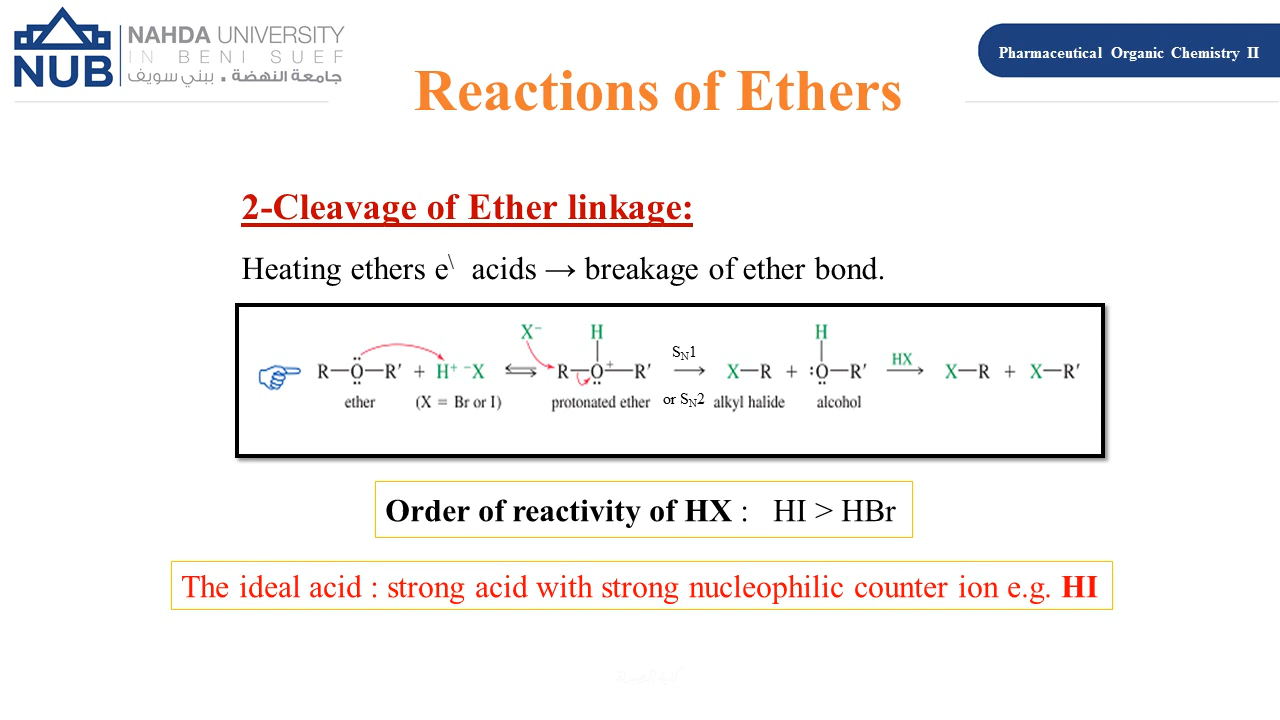 NUB
NAHDA UNIVERSITY
IN BENI SUEF
جامعة النهضة . ببني سويف
Pharmaceutical Organic Chemistry II
Reactions of Ethers
2-Cleavage of Ether linkage:
Heating ethers e\ acids → breakage of ether bond.
R—Ö—R′ + H⁺ ⁻X ⇌ X⁻ R—O⁺(H)—R′ → X—R + :Ö(H)—R′ → X—R + X—R′
S_N1
HX
ether (X = Br or I) protonated ether or S_N2 alkyl halide alcohol
Order of reactivity of HX : HI > HBr
The ideal acid : strong acid with strong nucleophilic counter ion e.g. HI